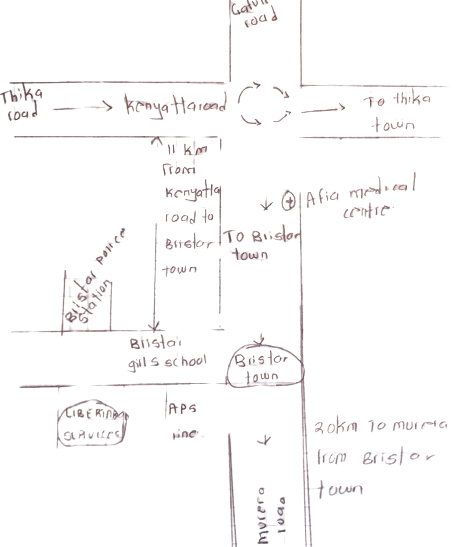 Gatun
road
Thika
road
Kenyatta road
To thika
town
11 km
from
Kenyatta
road to
Bristar
town
Afia medical
centre
To Bristar
town
Bristar police
station
Bristar
gills school
Bristar
town
LIBERINA
SERVICES
APS
line
20km To murera
from Bristar
town
murera
road